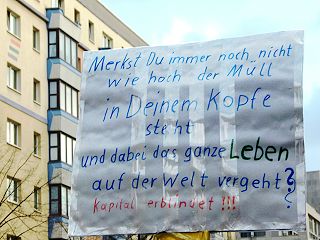 Merkst Du immer noch nicht
wie hoch der Müll
in Deinem Kopfe
steht
und dabei das ganze Leben
auf der Welt vergeht?
Kapital erblindet!!!